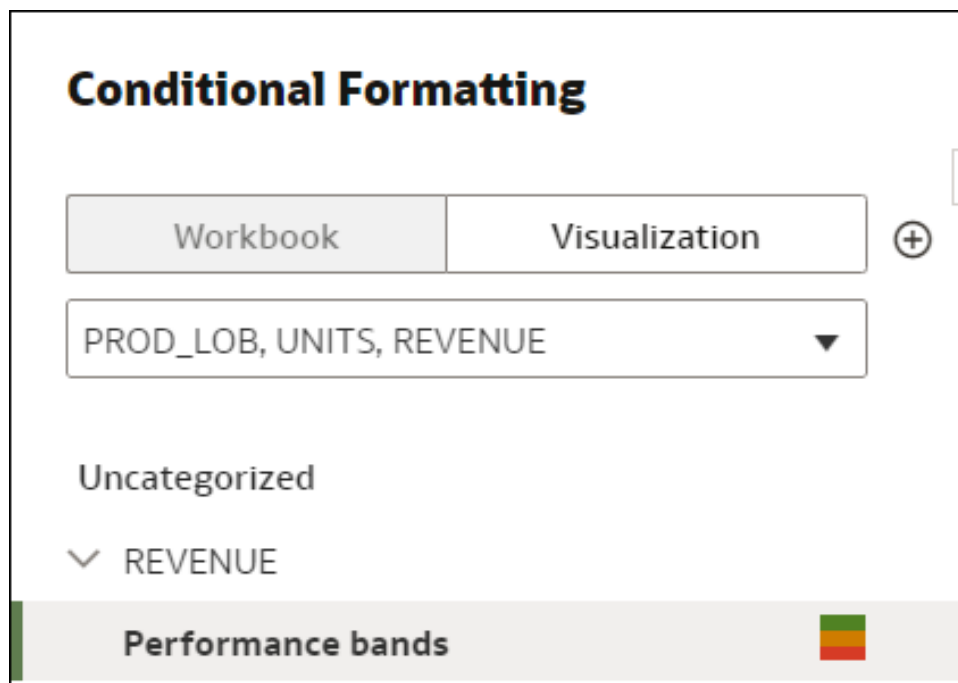 Conditional Formatting
Workbook Visualization
PROD_LOB, UNITS, REVENUE
Uncategorized
REVENUE
Performance bands